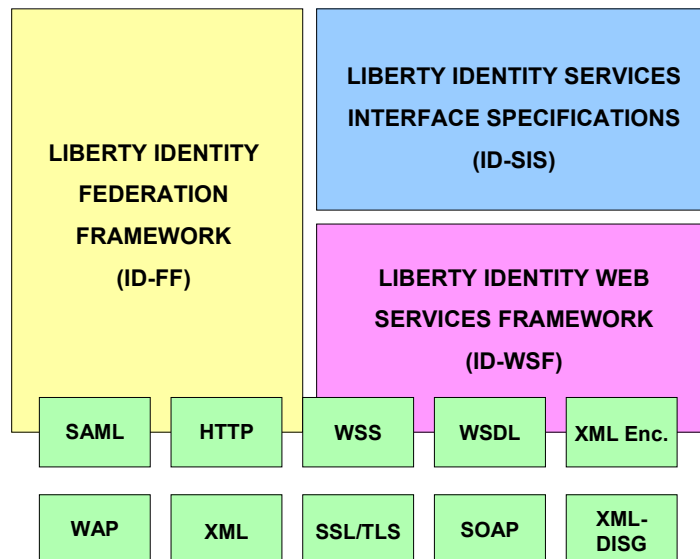 LIBERTY IDENTITY
FEDERATION
FRAMEWORK
(ID-FF)
LIBERTY IDENTITY SERVICES
INTERFACE SPECIFICATIONS
(ID-SIS)
LIBERTY IDENTITY WEB
SERVICES FRAMEWORK
(ID-WSF)
SAML
HTTP
WSS
WSDL
XML Enc.
WAP
XML
SSL/TLS
SOAP
XML-
DISG